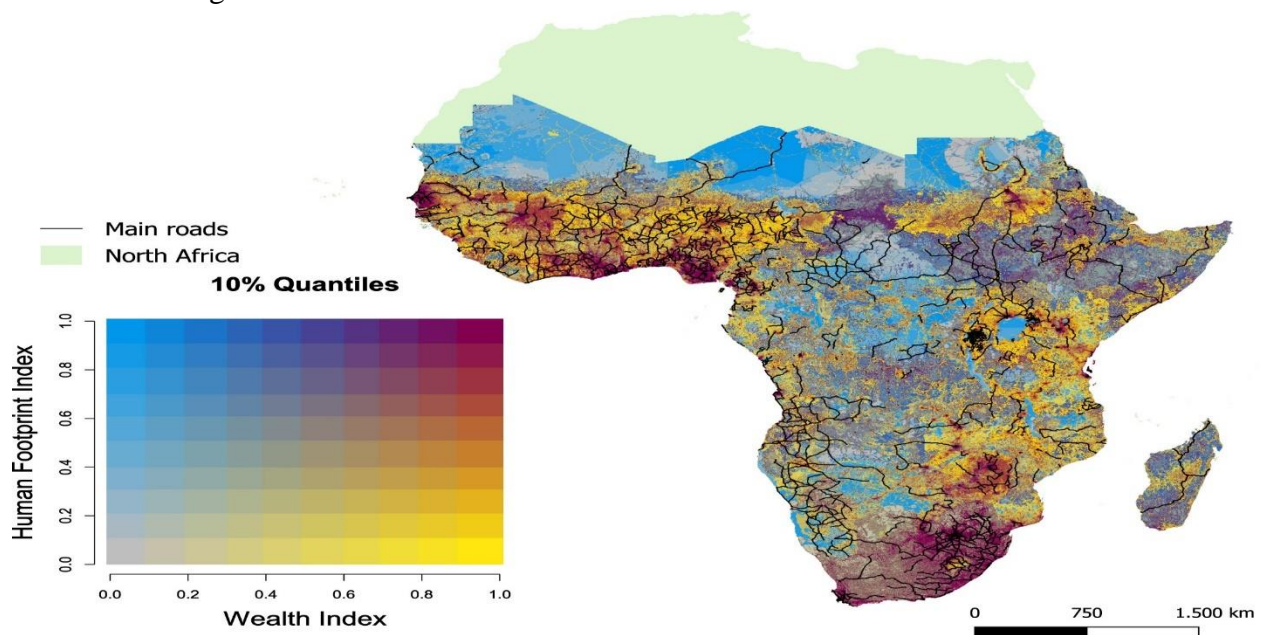 Main roads
North Africa
10% Quantiles
Human Footprint Index
1.0
0.8
0.6
0.4
0.2
0.0
0.0 0.2 0.4 0.6 0.8 1.0
Wealth Index
0 750 1.500 km